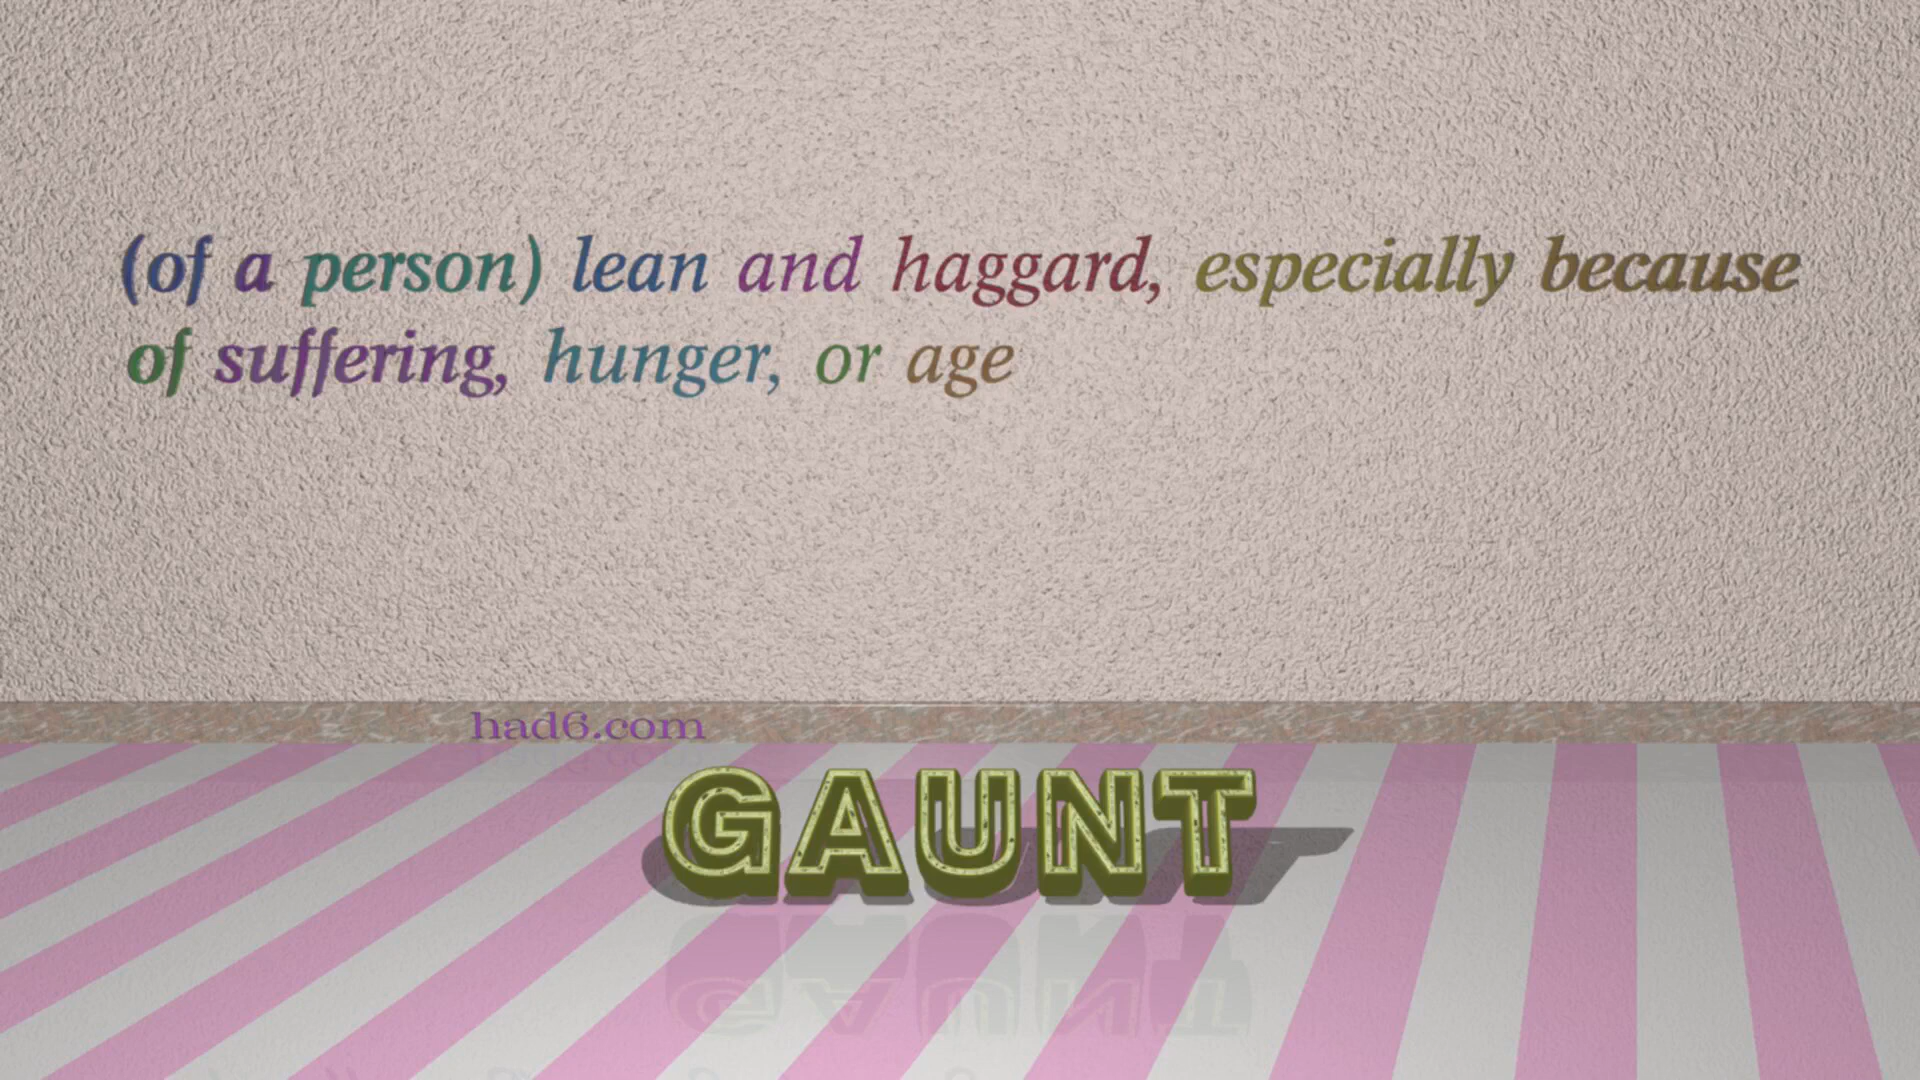 (of a person) lean and haggard, especially because
of suffering, hunger, or age
had6.com
GAUNT